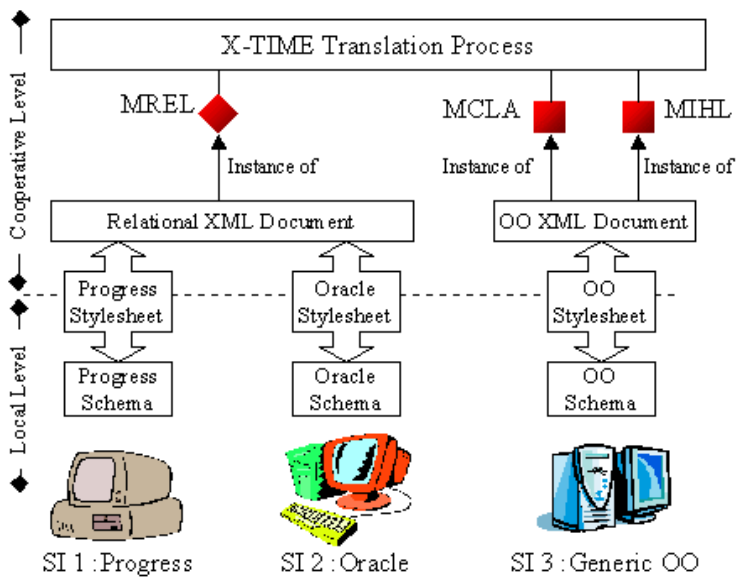 X-TIME Translation Process
MREL
MCLA
MIHL
Instance of
Instance of
Instance of
Cooperative Level
Relational XML Document
OO XML Document
Progress
Stylesheet
Oracle
Stylesheet
OO
Stylesheet
Local Level
Progress
Schema
Oracle
Schema
OO
Schema
SI 1 : Progress
SI 2 : Oracle
SI 3 : Generic OO